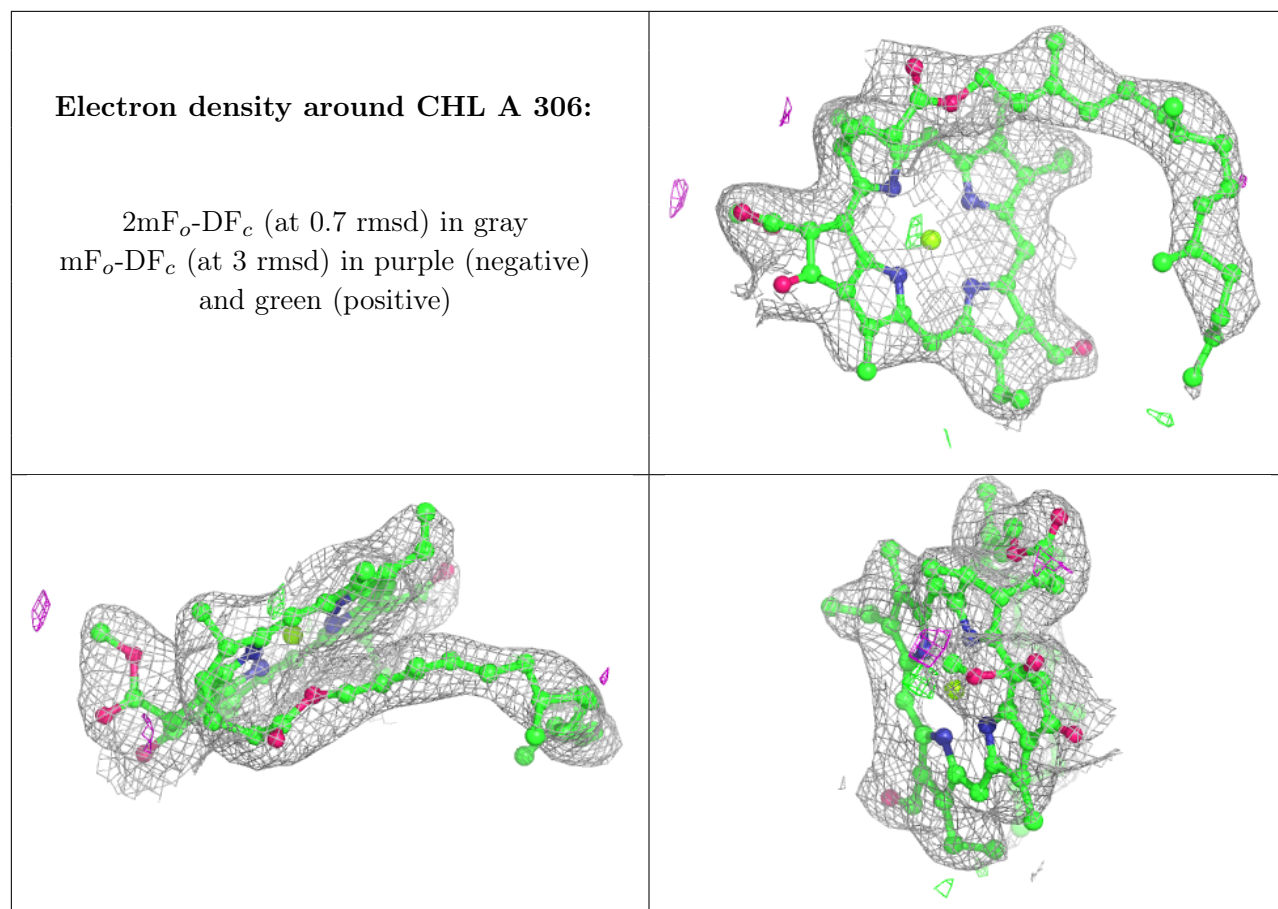 Electron density around CHL A 306:
2mFo-DFc (at 0.7 rmsd) in gray
mFo-DFc (at 3 rmsd) in purple (negative)
and green (positive)